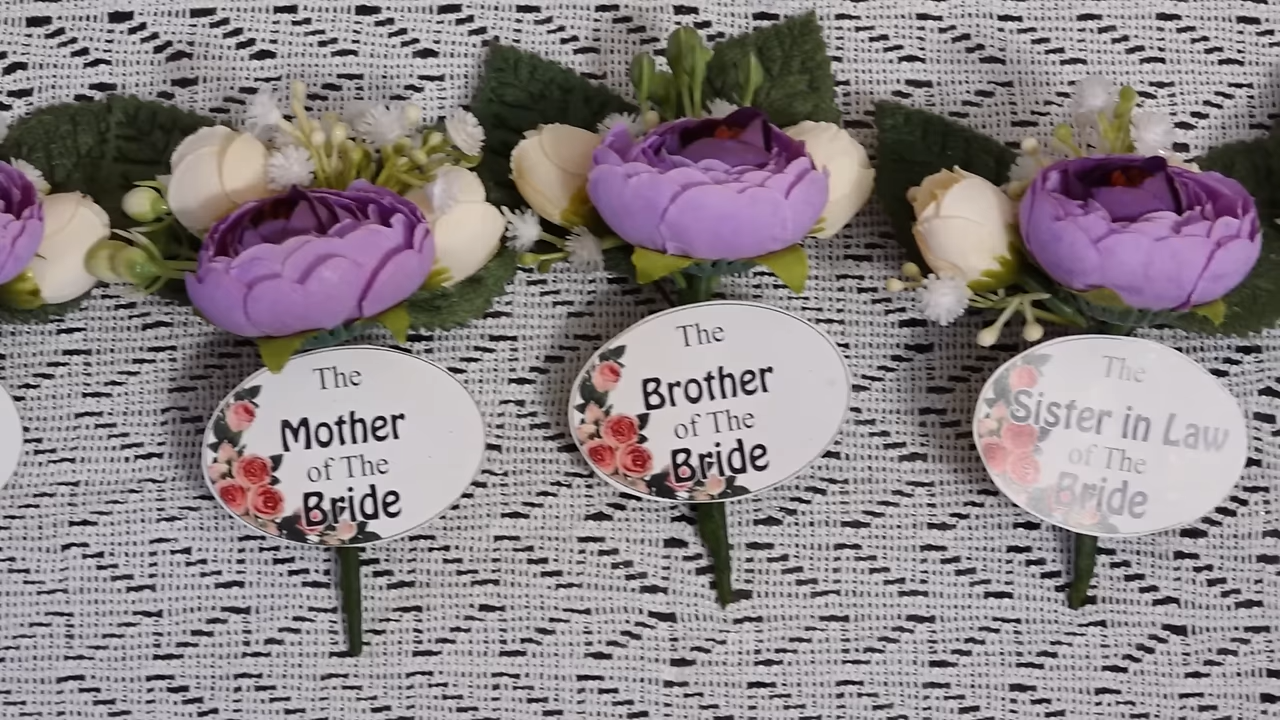 The
Mother
of The
Bride
The
Brother
of The
Bride
The
Sister in Law
of The
Bride